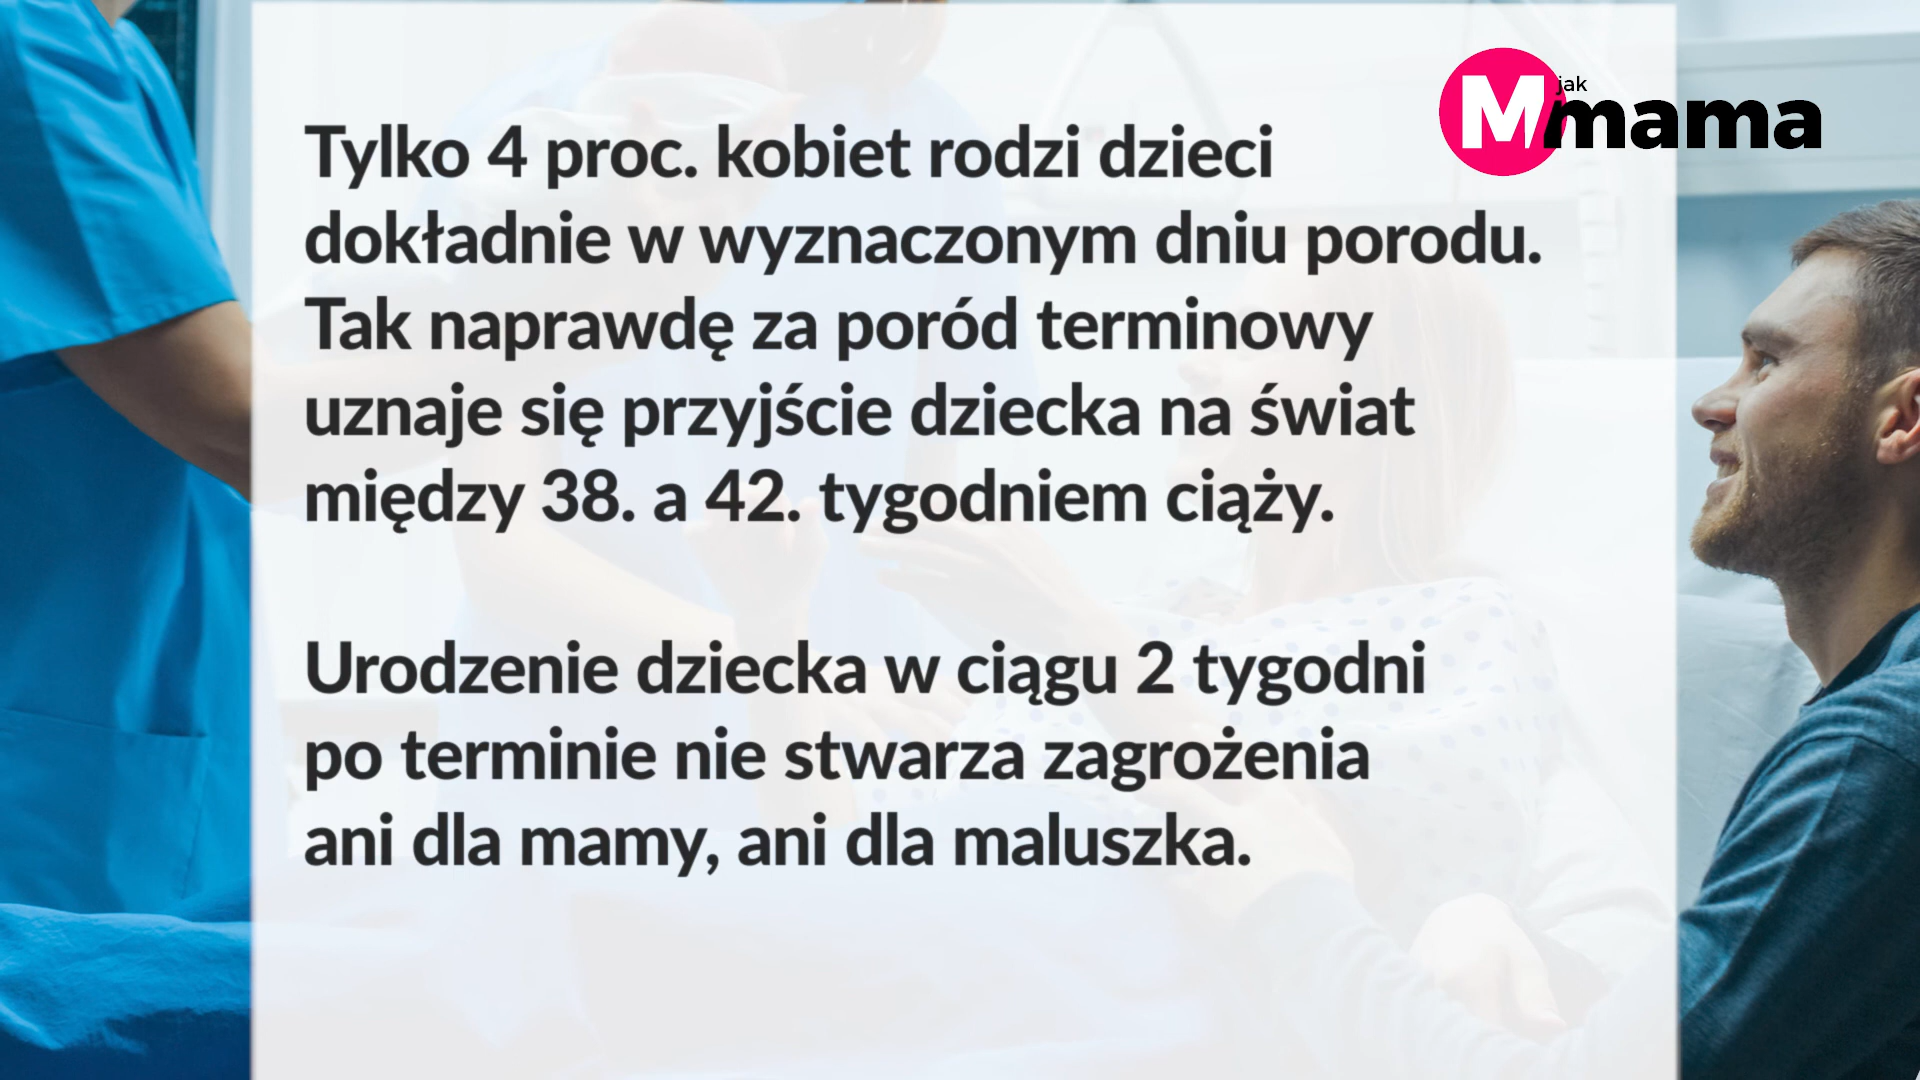 M jak mama
Tylko 4 proc. kobiet rodzi dzieci
dokładnie w wyznaczonym dniu porodu.
Tak naprawdę za poród terminowy
uznaje się przyjście dziecka na świat
między 38. a 42. tygodniem ciąży.
Urodzenie dziecka w ciągu 2 tygodni
po terminie nie stwarza zagrożenia
ani dla mamy, ani dla maluszka.